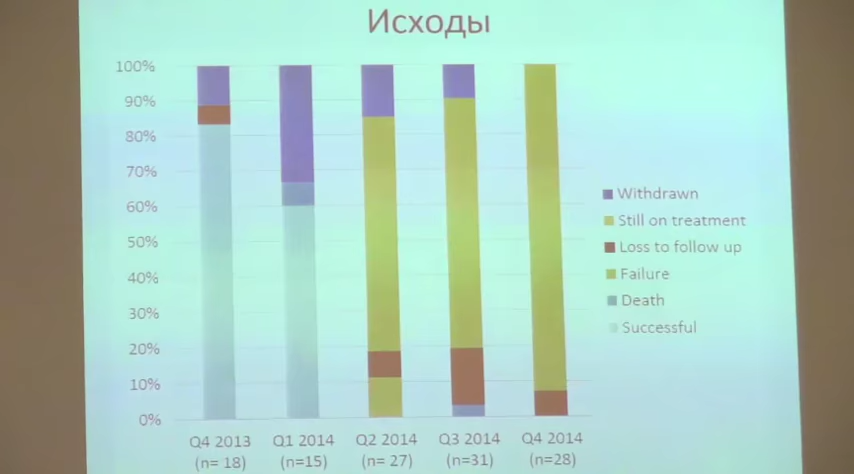 Исходы
100%
90%
80%
70%
60%
50%
40%
30%
20%
10%
0%
Q4 2013 Q1 2014 Q2 2014 Q3 2014 Q4 2014
(n= 18) (n=15) (n= 27) (n=31) (n=28)
Withdrawn
Still on treatment
Loss to follow up
Failure
Death
Successful